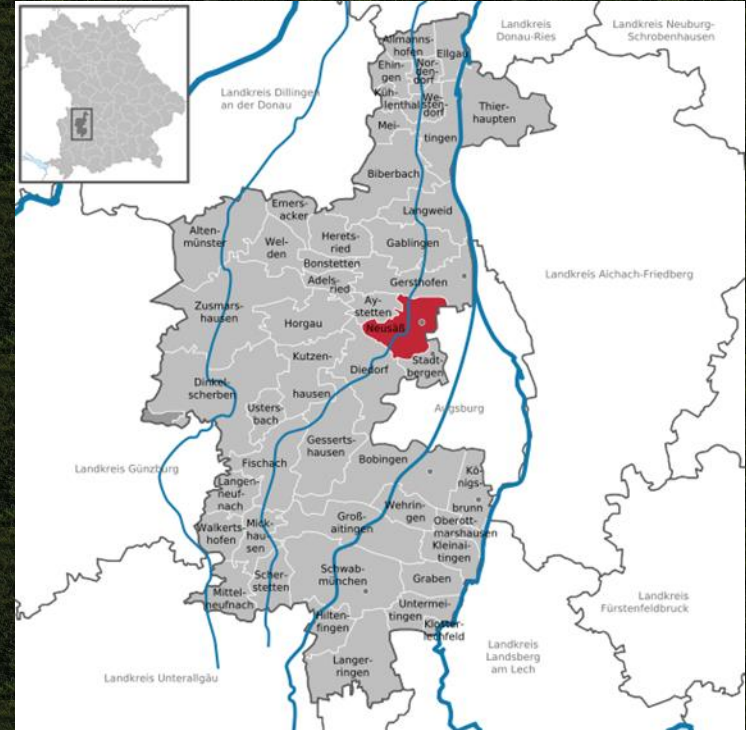 Landkreis
Donau-Ries
Landkreis Neuburg-
Schrobenhausen
Allmanns-
hofen
Ellgau
Ehin-
gen
Nor-
den-
dorf
Landkreis Dillingen
an der Donau
Küh-
lenthal
We-
sten-
dorf
Thier-
haupten
Mei-
tingen
Biberbach
Emers-
acker
Langweid
Alten-
münster
Wel-
den
Herets-
ried
Gablingen
Bonstetten
Landkreis Aichach-Friedberg
Adels-
ried
Gersthofen
Zusmars-
hausen
Ay-
stetten
Horgau
Neusäß
Kutzen-
hausen
Diedorf
Stadt-
bergen
Dinkel-
scherben
Usters-
bach
Augsburg
Gesserts-
hausen
Landkreis Günzburg
Fischach
Bobingen
Kö-
nigs-
brunn
Langen-
neuf-
nach
Wehrin-
gen
Walkerts-
hofen
Mick-
hau-
sen
Groß-
aitingen
Oberott-
marshausen
Kleinai-
tingen
Scher-
stetten
Schwab-
münchen
Graben
Mittel-
neufnach
Untermei-
tingen
Landkreis
Fürstenfeldbruck
Hilten-
fingen
Kloster-
lechfeld
Landkreis
Landsberg
am Lech
Langer-
ringen
Landkreis Unterallgäu